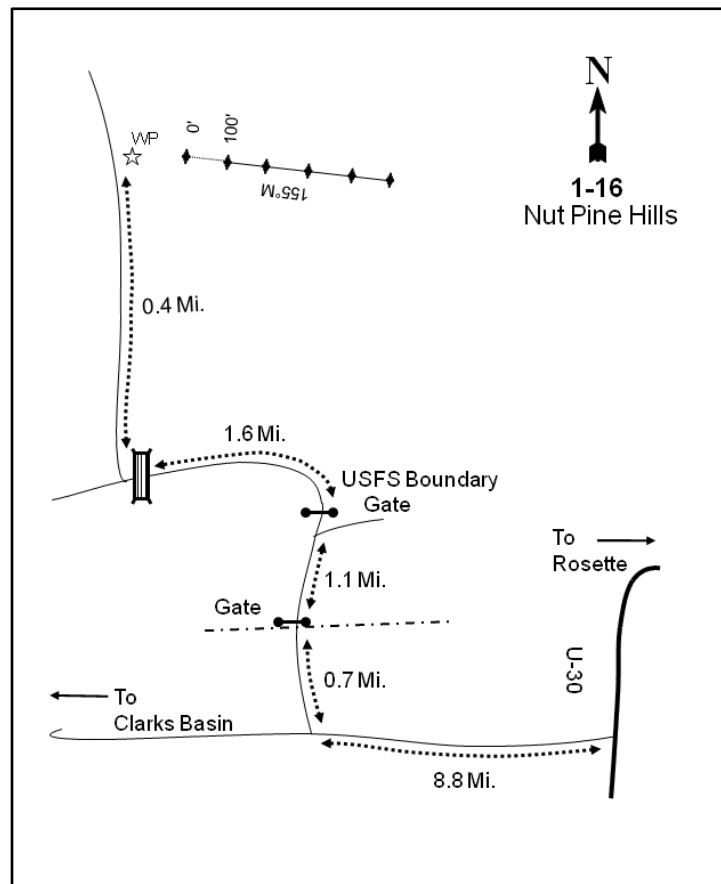 N
1-16
Nut Pine Hills
WP
0'
100'
155°M
0.4 Mi.
1.6 Mi.
USFS Boundary
Gate
To
Rosette
1.1 Mi.
Gate
U-30
0.7 Mi.
To
Clarks Basin
8.8 Mi.